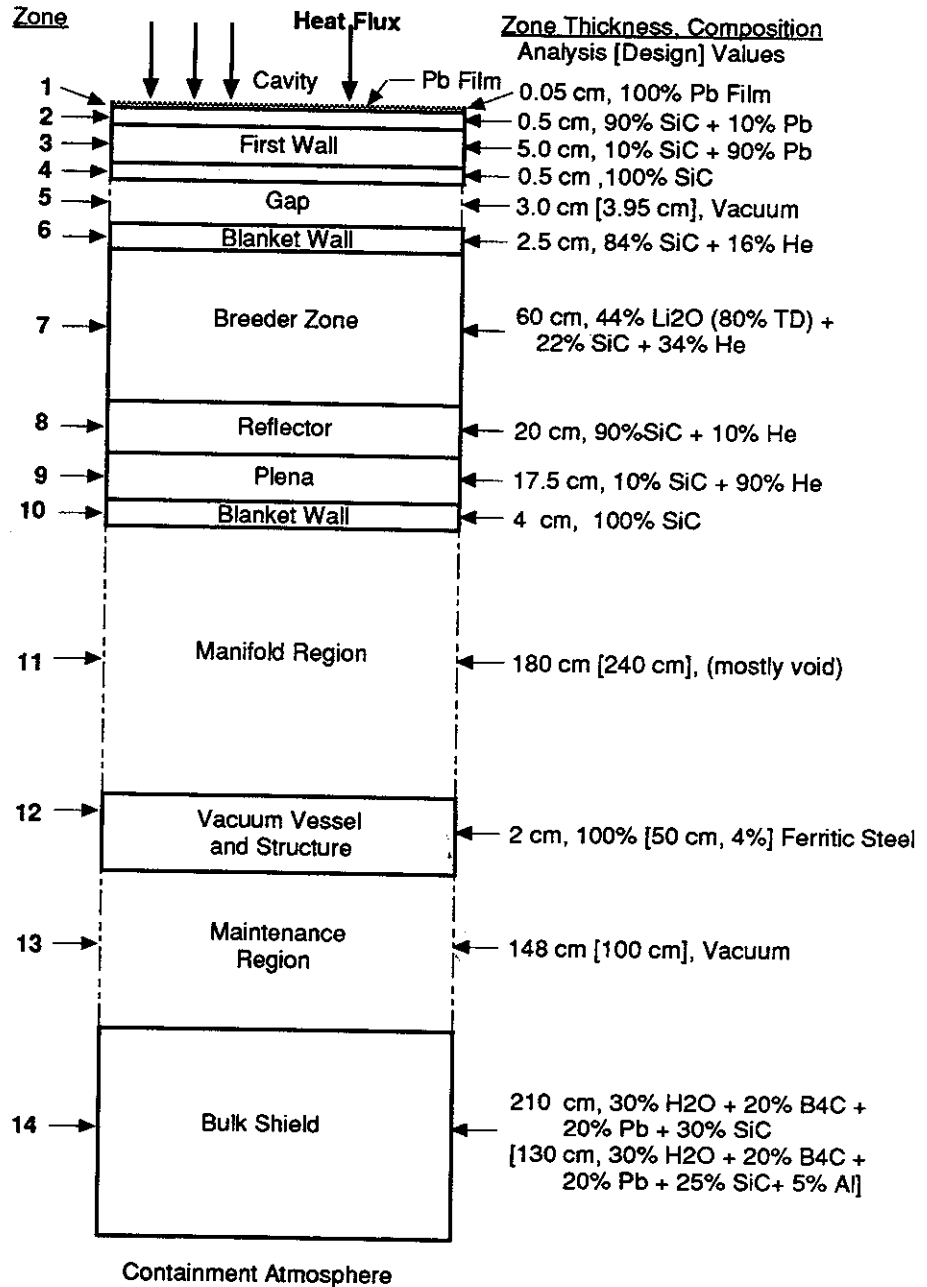 Zone
Heat Flux
Zone Thickness, Composition
Analysis [Design] Values
Cavity
Pb Film
1
0.05 cm, 100% Pb Film
2
0.5 cm, 90% SiC + 10% Pb
3
First Wall
5.0 cm, 10% SiC + 90% Pb
4
0.5 cm ,100% SiC
5
Gap
3.0 cm [3.95 cm], Vacuum
6
Blanket Wall
2.5 cm, 84% SiC + 16% He
7
Breeder Zone
60 cm, 44% Li2O (80% TD) +
22% SiC + 34% He
8
Reflector
20 cm, 90%SiC + 10% He
9
Plena
17.5 cm, 10% SiC + 90% He
10
Blanket Wall
4 cm, 100% SiC
11
Manifold Region
180 cm [240 cm], (mostly void)
12
Vacuum Vessel
and Structure
2 cm, 100% [50 cm, 4%] Ferritic Steel
13
Maintenance
Region
148 cm [100 cm], Vacuum
14
Bulk Shield
210 cm, 30% H2O + 20% B4C +
20% Pb + 30% SiC
[130 cm, 30% H2O + 20% B4C +
20% Pb + 25% SiC+ 5% Al]
Containment Atmosphere